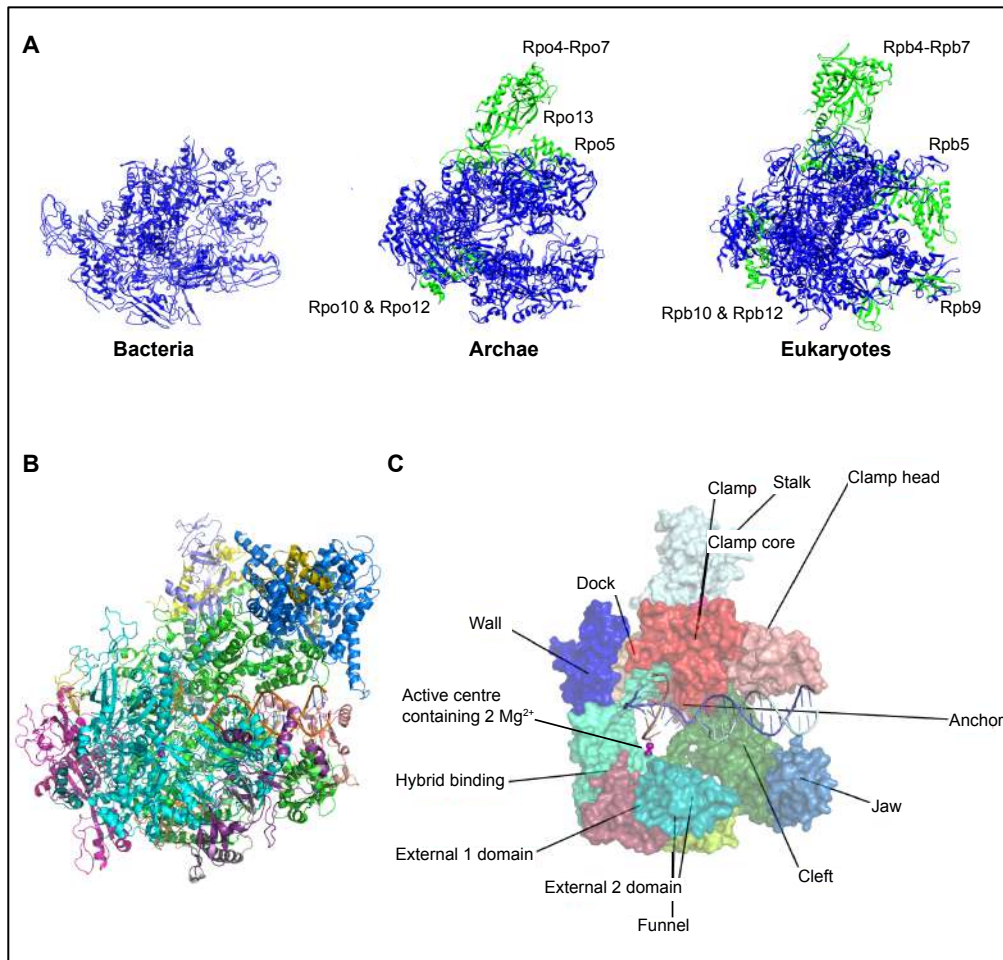 A
Rpo4-Rpo7
Rpo13
Rpo5
Rpo10 & Rpo12
Archae
Bacteria
Rpb4-Rpb7
Rpb5
Rpb9
Rpb10 & Rpb12
Eukaryotes
B
C
Clamp
Stalk
Clamp head
Clamp core
Dock
Wall
Active centre
containing 2 Mg²⁺
Anchor
Hybrid binding
Jaw
External 1 domain
Cleft
External 2 domain
Funnel